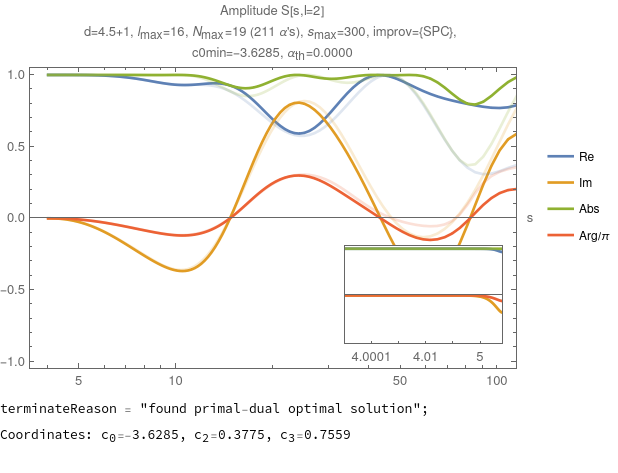 Amplitude S[s,l=2]
d=4.5+1, lmax=16, Nmax=19 (211 α's), smax=300, improv={SPC},
c0min=-3.6285, αth=0.0000
1.0
0.5
0.0
-0.5
-1.0
5
10
50
100
s
4.0001
4.01
5
Re
Im
Abs
Arg/π
terminateReason = "found primal-dual optimal solution";
Coordinates: c0=-3.6285, c2=0.3775, c3=0.7559